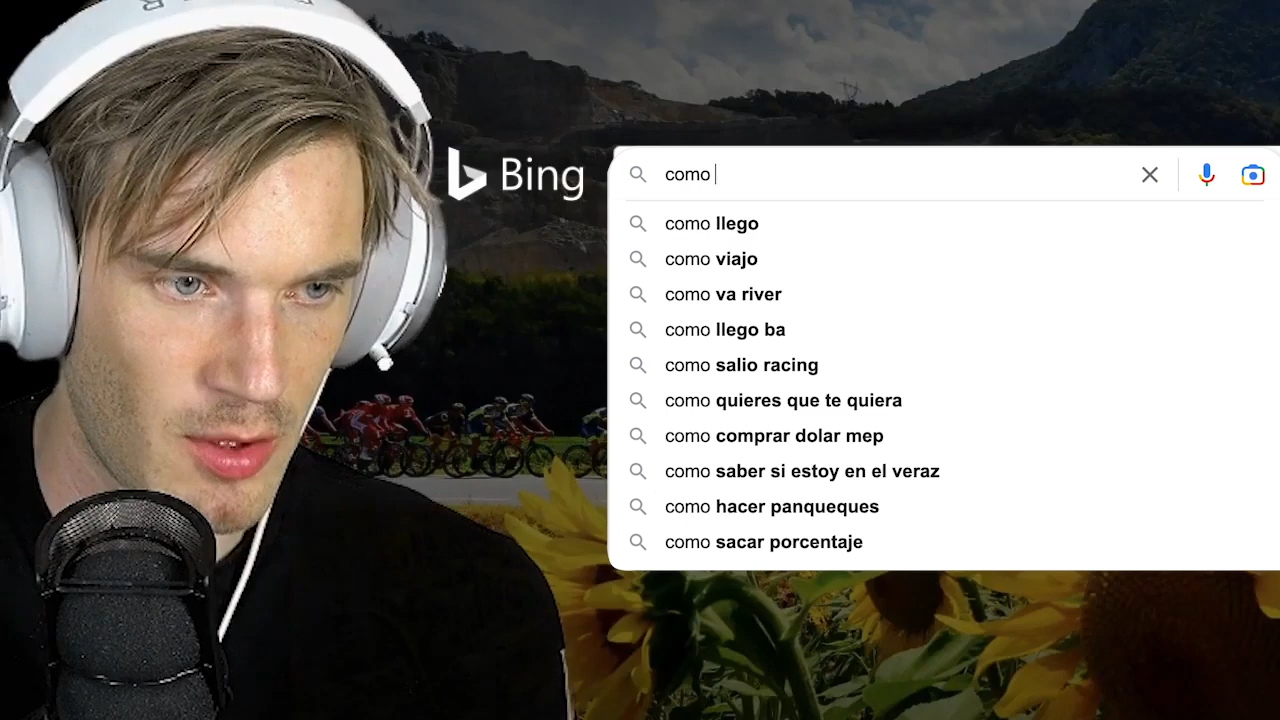 Bing
como
como llego
como viajo
como va river
como llego ba
como salio racing
como quieres que te quiera
como comprar dolar mep
como saber si estoy en el veraz
como hacer panqueques
como sacar porcentaje